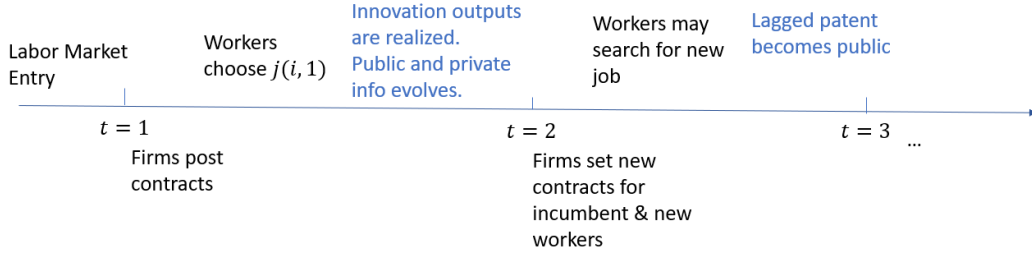 Labor Market
Entry
Workers
choose j(i, 1)
Innovation outputs
are realized.
Public and private
info evolves.
Workers may
search for new
job
Lagged patent
becomes public
t = 1
t = 2
t = 3 ...
Firms post
contracts
Firms set new
contracts for
incumbent & new
workers